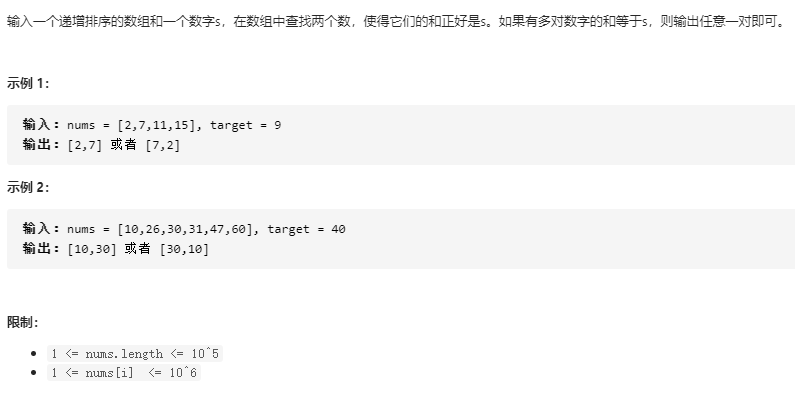 输入一个递增排序的数组和一个数字s，在数组中查找两个数，使得它们的和正好是s。如果有多对数字的和等于s，则输出任意一对即可。
示例 1：
输入：nums = [2,7,11,15], target = 9
输出：[2,7] 或者 [7,2]
示例 2：
输入：nums = [10,26,30,31,47,60], target = 40
输出：[10,30] 或者 [30,10]
限制：
1 <= nums.length <= 10^5
1 <= nums[i]  <= 10^6